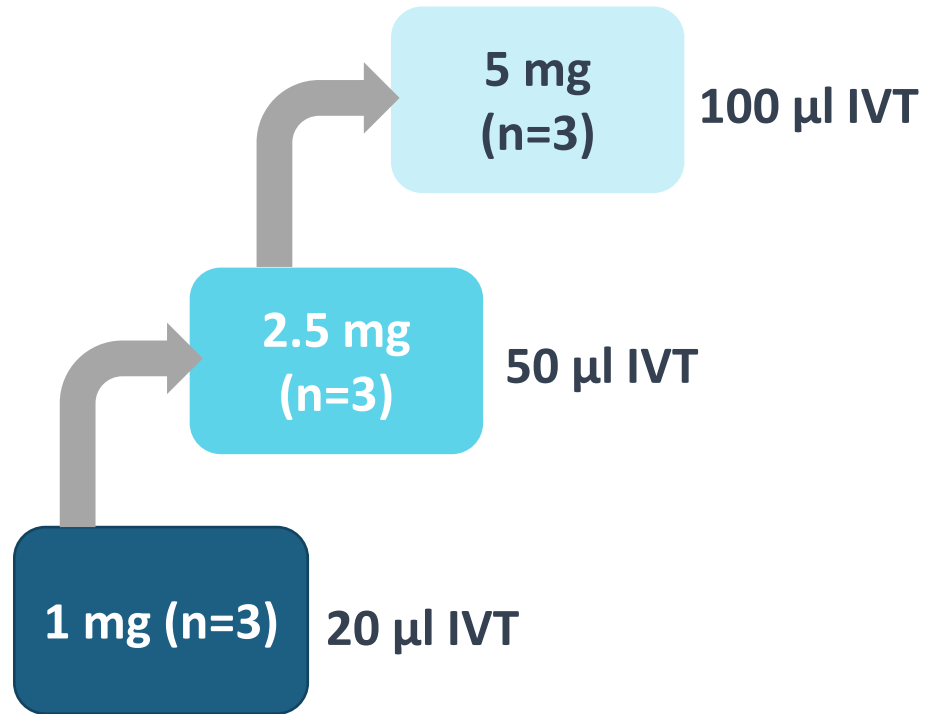 5 mg
(n=3)
100 µl IVT
2.5 mg
(n=3)
50 µl IVT
1 mg (n=3)
20 µl IVT